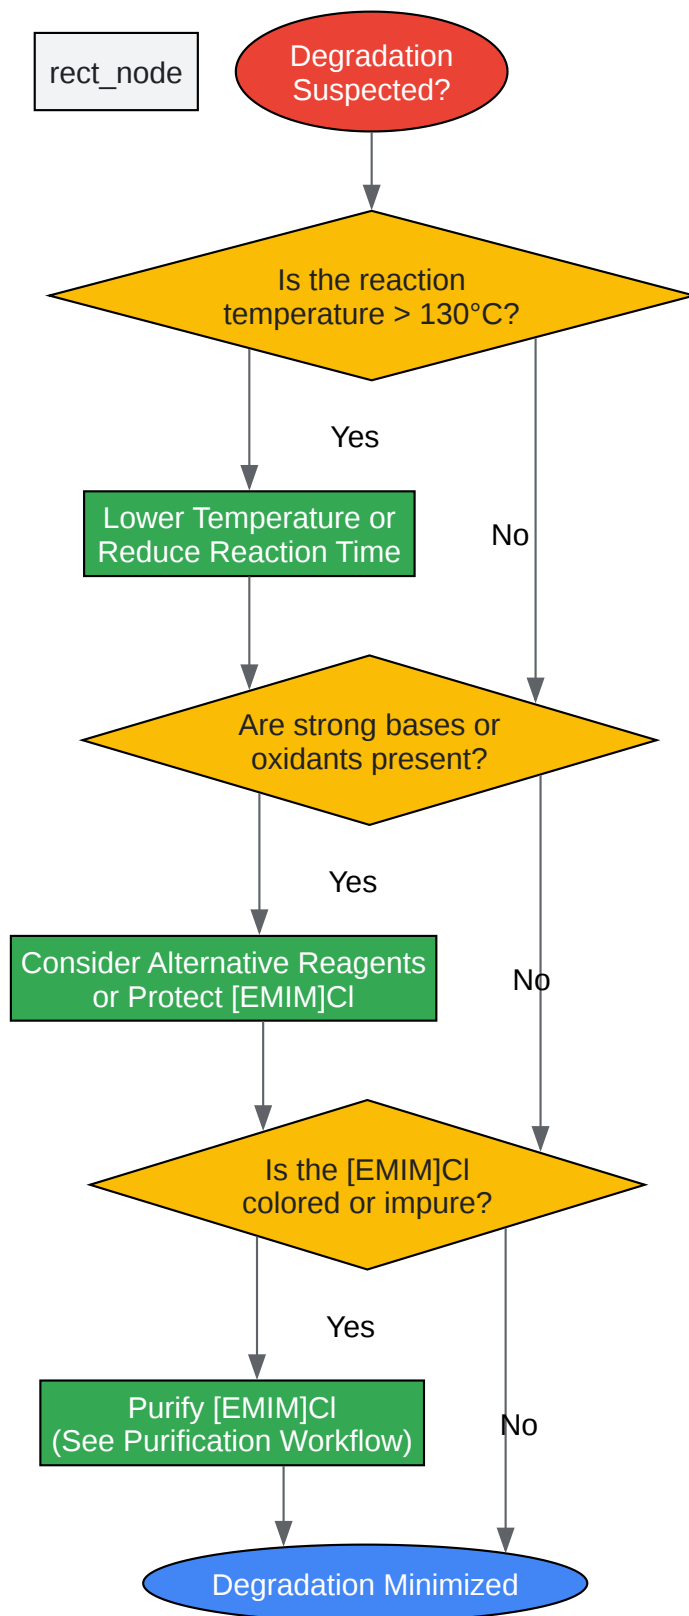 rect_node
Degradation
Suspected?
Is the reaction
temperature > 130°C?
Yes
Lower Temperature or
Reduce Reaction Time
No
Are strong bases or
oxidants present?
Yes
Consider Alternative Reagents
or Protect [EMIM]Cl
No
Is the [EMIM]Cl
colored or impure?
Yes
Purify [EMIM]Cl
(See Purification Workflow)
No
Degradation Minimized